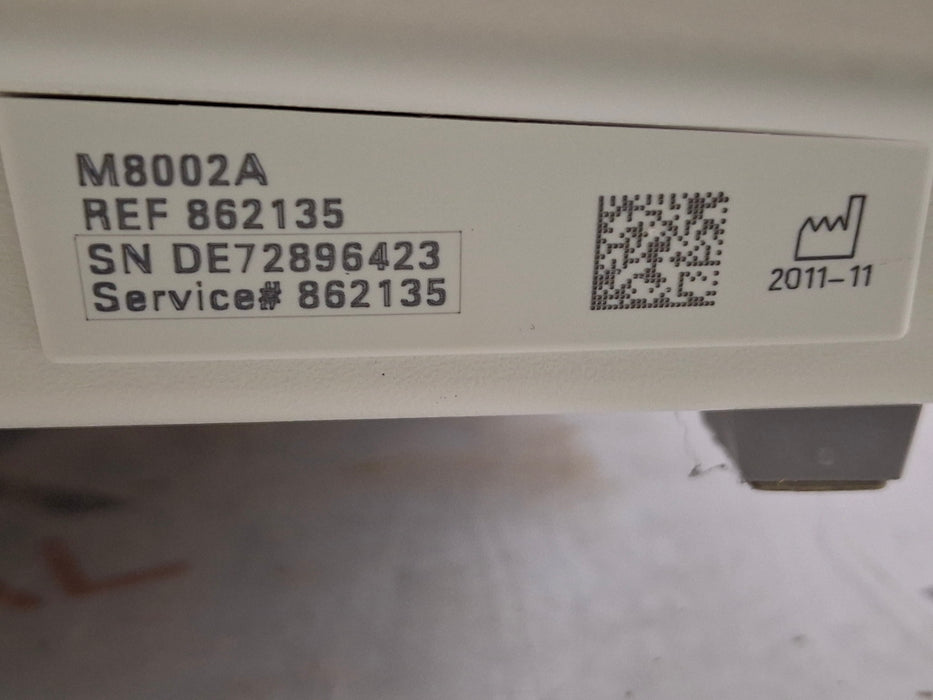 M8002A
REF 862135
SN DE72896423
Service# 862135
2011-11